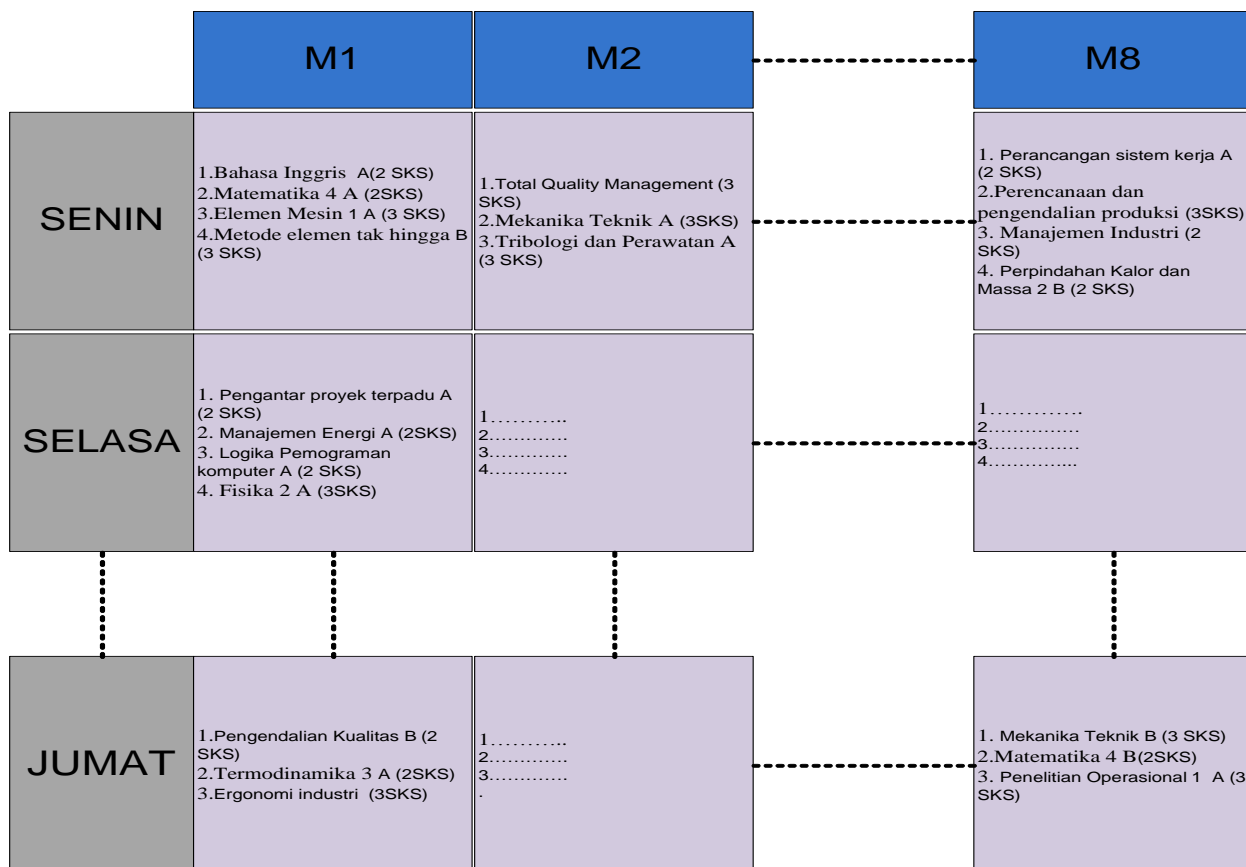 M1
M2
M8
SENIN
1.Bahasa Inggris A(2 SKS)
2.Matematika 4 A (2SKS)
3.Elemen Mesin 1 A (3 SKS)
4.Metode elemen tak hingga B
(3 SKS)
1.Total Quality Management (3
SKS)
2.Mekanika Teknik A (3SKS)
3.Tribologi dan Perawatan A
(3 SKS)
1. Perancangan sistem kerja A
(2 SKS)
2.Perencanaan dan
pengendalian produksi (3SKS)
3. Manajemen Industri (2
SKS)
4. Perpindahan Kalor dan
Massa 2 B (2 SKS)
SELASA
1. Pengantar proyek terpadu A
(2 SKS)
2. Manajemen Energi A (2SKS)
3. Logika Pemograman
komputer A (2 SKS)
4. Fisika 2 A (3SKS)
1………..
2………….
3………….
4………….
1………….
2……………
3……………
4…………...
JUMAT
1.Pengendalian Kualitas B (2
SKS)
2.Termodinamika 3 A (2SKS)
3.Ergonomi industri (3SKS)
1………..
2………….
3………….
.
1. Mekanika Teknik B (3 SKS)
2.Matematika 4 B(2SKS)
3. Penelitian Operasional 1 A (3
SKS)